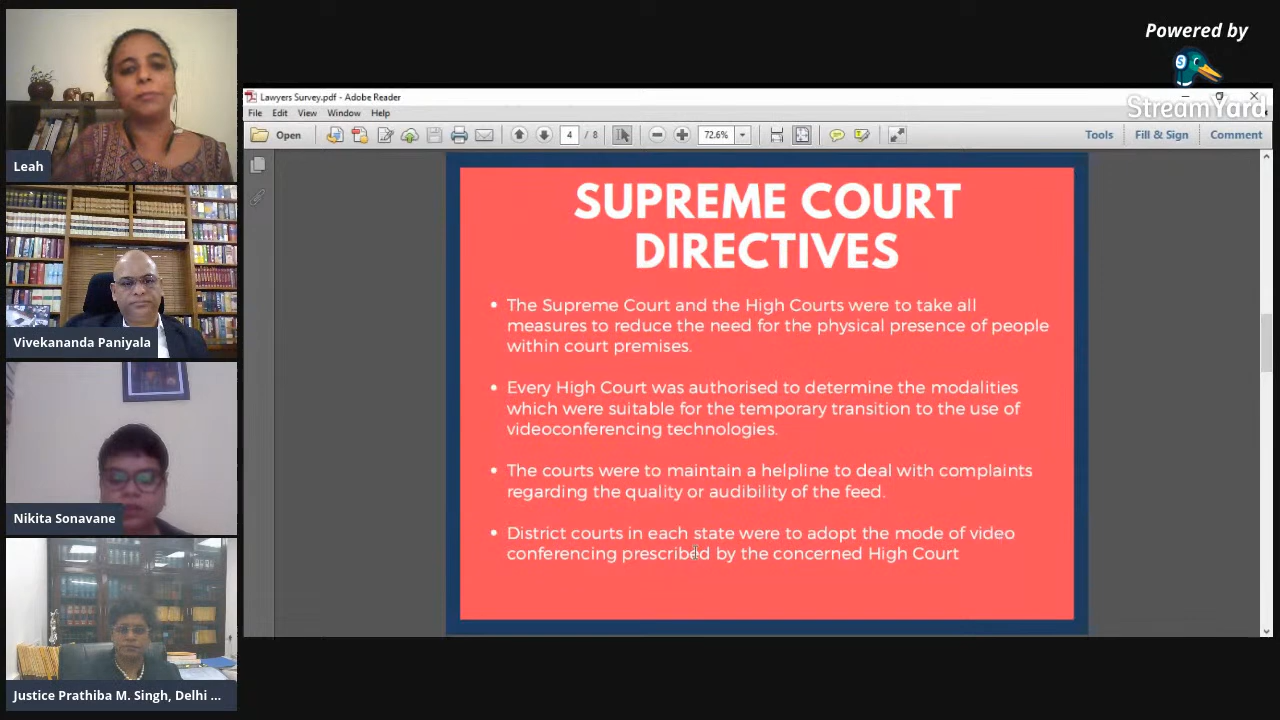 Powered by
S
StreamYard
Leah
Vivekananda Paniyala
Nikita Sonavane
Justice Prathiba M. Singh, Delhi ...
Lawyers Survey.pdf - Adobe Reader
File Edit View Window Help
Open 4 / 8 72.6% Tools Fill & Sign Comment
SUPREME COURT
DIRECTIVES
• The Supreme Court and the High Courts were to take all
measures to reduce the need for the physical presence of people
within court premises.
• Every High Court was authorised to determine the modalities
which were suitable for the temporary transition to the use of
videoconferencing technologies.
• The courts were to maintain a helpline to deal with complaints
regarding the quality or audibility of the feed.
• District courts in each state were to adopt the mode of video
conferencing prescribed by the concerned High Court